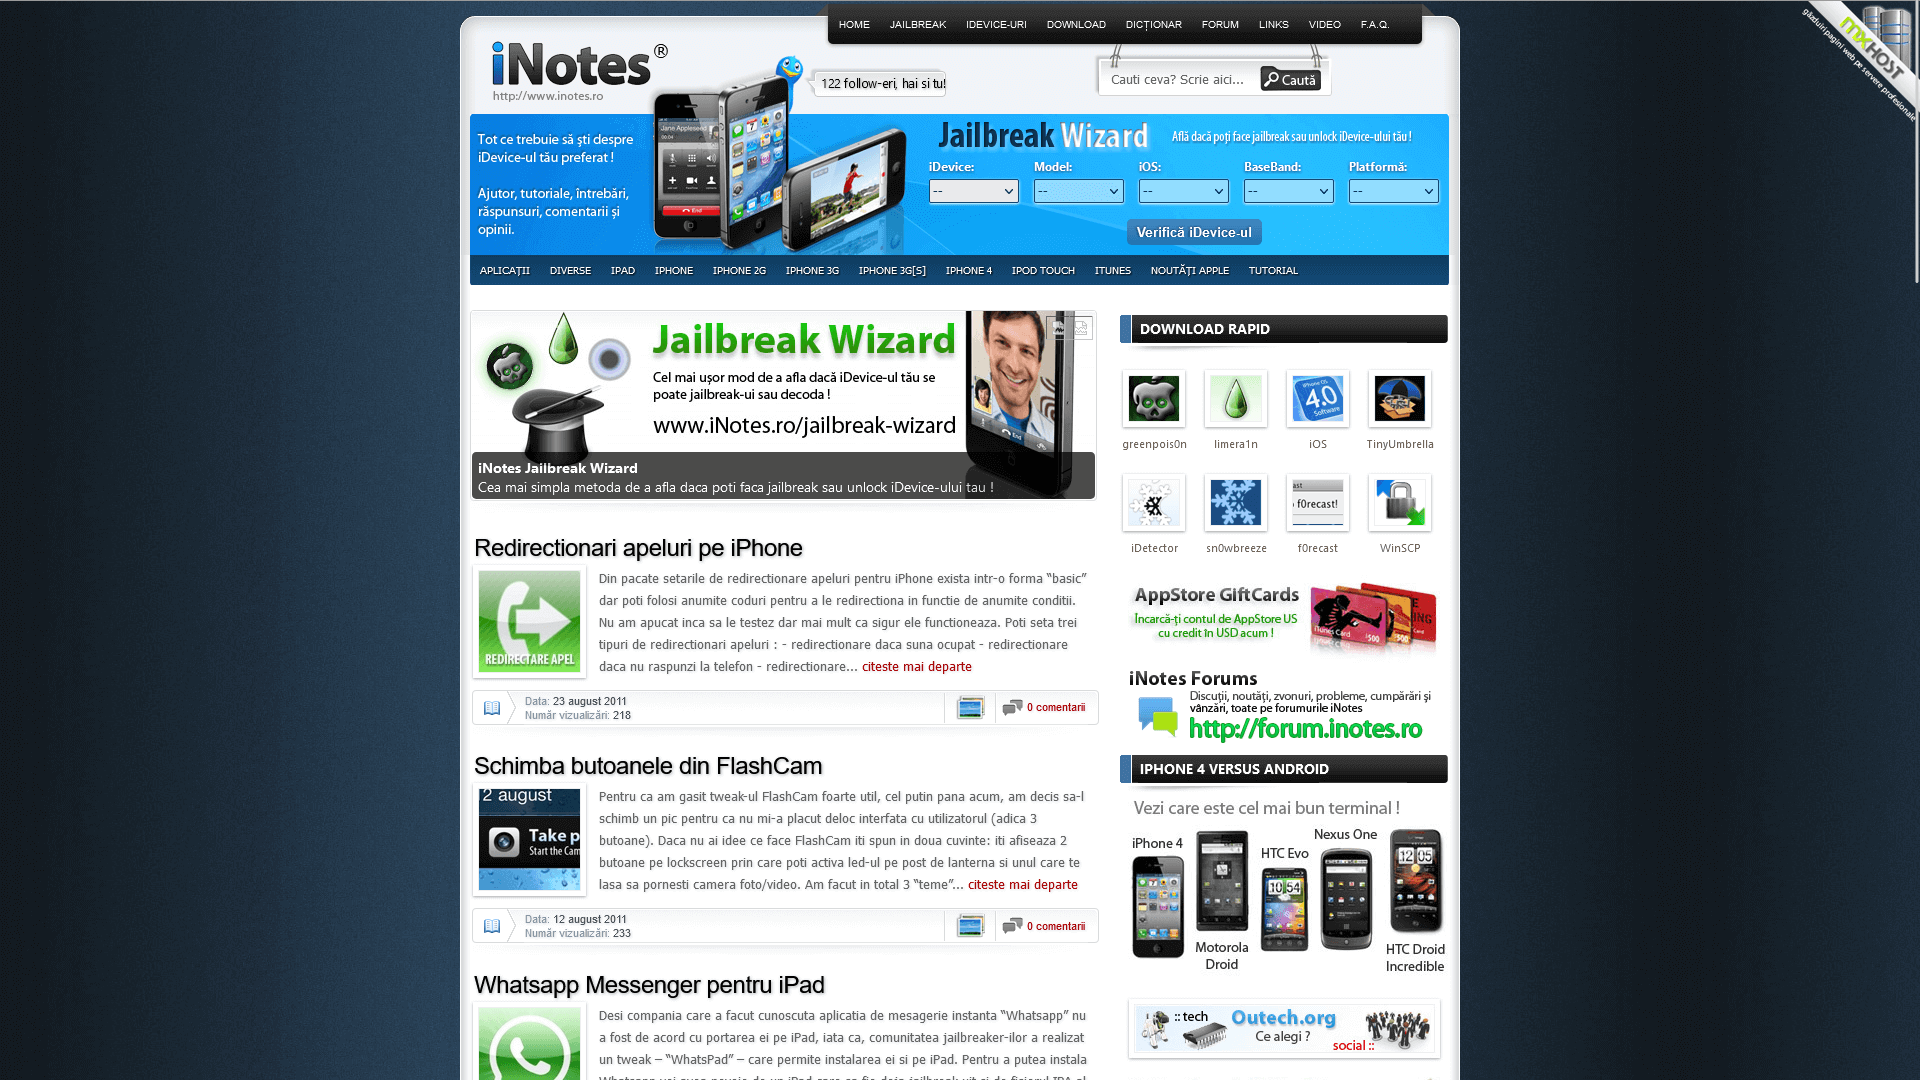 HOME JAILBREAK IDEVICE-URI DOWNLOAD DICȚIONAR FORUM LINKS VIDEO F.A.Q.
găzduiri pagini web pe servere profesionale
mxHOST
iNotes®
http://www.inotes.ro
122 follow-eri, hai si tu!
Cauti ceva? Scrie aici... Caută
Tot ce trebuie să ști despre
iDevice-ul tău preferat !
Ajutor, tutoriale, întrebări,
răspunsuri, comentarii și
opinii.
Jane Appleseed
End
Jailbreak Wizard Află dacă poți face jailbreak sau unlock iDevice-ului tău !
iDevice: Model: iOS: BaseBand: Platformă:
-- -- -- -- --
Verifică iDevice-ul
APLICAȚII DIVERSE IPAD IPHONE IPHONE 2G IPHONE 3G IPHONE 3G[S] IPHONE 4 IPOD TOUCH ITUNES NOUTĂȚI APPLE TUTORIAL
Jailbreak Wizard
Cel mai ușor mod de a afla dacă iDevice-ul tău se
poate jailbreak-ui sau decoda !
www.iNotes.ro/jailbreak-wizard
End
iNotes Jailbreak Wizard
Cea mai simpla metoda de a afla daca poti faca jailbreak sau unlock iDevice-ului tau !
Redirectionari apeluri pe iPhone
REDIRECTARE APEL
Din pacate setarile de redirectionare apeluri pentru iPhone exista intr-o forma “basic”
dar poti folosi anumite coduri pentru a le redirectiona in functie de anumite conditii.
Nu am apucat inca sa le testez dar mai mult ca sigur ele functioneaza. Poti seta trei
tipuri de redirectionari apeluri : - redirectionare daca suna ocupat - redirectionare
daca nu raspunzi la telefon - redirectionare... citeste mai departe
Data: 23 august 2011
Număr vizualizări: 218
0 comentarii
Schimba butoanele din FlashCam
2 august
Take p
Start the Cam
Pentru ca am gasit tweak-ul FlashCam foarte util, cel putin pana acum, am decis sa-l
schimb un pic pentru ca nu mi-a placut deloc interfata cu utilizatorul (adica 3
butoane). Daca nu ai idee ce face FlashCam iti spun in doua cuvinte: iti afiseaza 2
butoane pe lockscreen prin care poti activa led-ul pe post de lanterna si unul care te
lasa sa pornesti camera foto/video. Am facut in total 3 “teme”... citeste mai departe
Data: 12 august 2011
Număr vizualizări: 233
0 comentarii
Whatsapp Messenger pentru iPad
Desi compania care a facut cunoscuta aplicatia de mesagerie instanta “Whatsapp” nu
a fost de acord cu portarea ei pe iPad, iata ca, comunitatea jailbreaker-ilor a realizat
un tweak – “WhatsPad” – care permite instalarea ei si pe iPad. Pentru a putea instala
DOWNLOAD RAPID
iPhone OS
4.0
Software
greenpois0n limera1n iOS TinyUmbrella
ast
f0recast!
iDetector sn0wbreeze f0recast WinSCP
AppStore GiftCards
Încarcă-ți contul de AppStore US
cu credit în USD acum !
iTunes Card
iNotes Forums
Discuții, noutăți, zvonuri, probleme, cumpărări și
vânzări, toate pe forumurile iNotes
http://forum.inotes.ro
IPHONE 4 VERSUS ANDROID
Vezi care este cel mai bun terminal !
iPhone 4
Motorola
Droid
HTC Evo
10:54
Nexus One
12 05
HTC Droid
Incredible
:: tech
Outech.org
Ce alegi ?
social ::